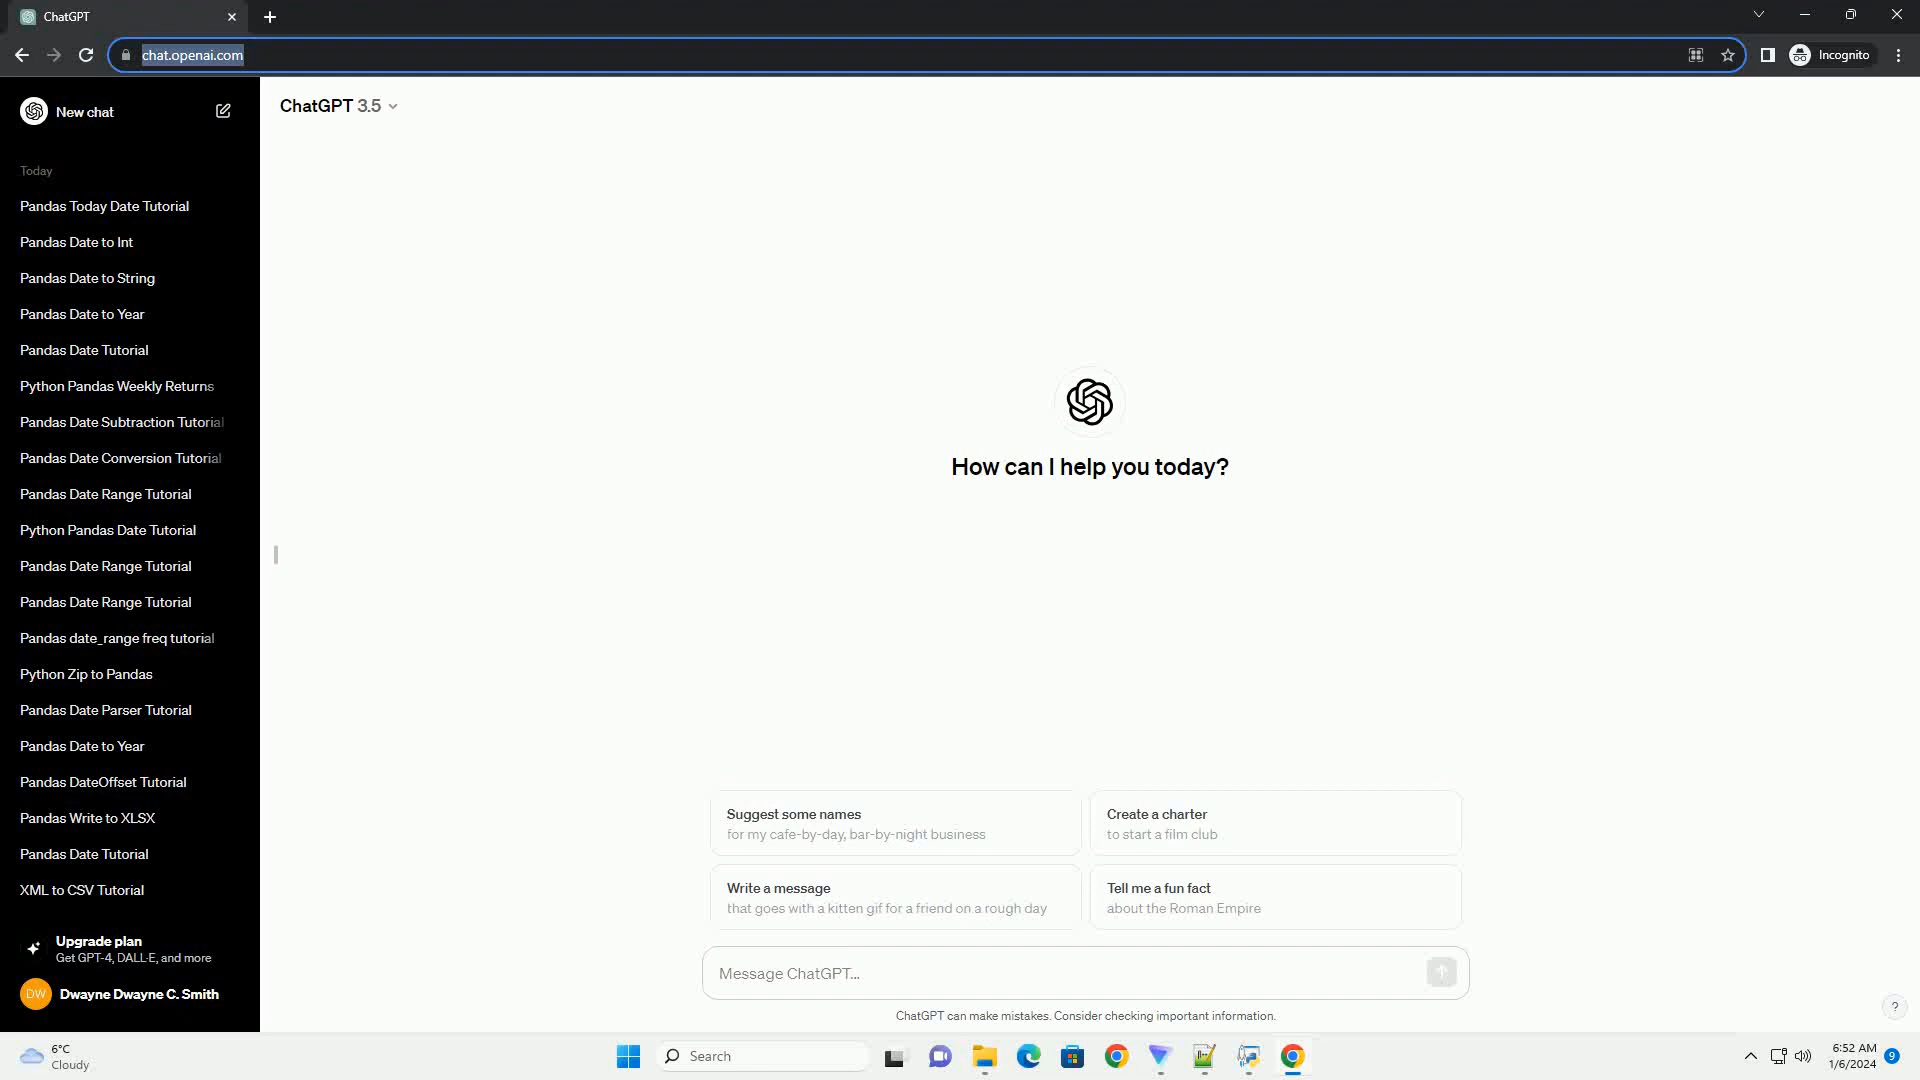 ChatGPT
chat.openai.com
Incognito
New chat
ChatGPT 3.5
Today
Pandas Today Date Tutorial
Pandas Date to Int
Pandas Date to String
Pandas Date to Year
Pandas Date Tutorial
Python Pandas Weekly Returns
Pandas Date Subtraction Tutorial
Pandas Date Conversion Tutorial
Pandas Date Range Tutorial
Python Pandas Date Tutorial
Pandas Date Range Tutorial
Pandas Date Range Tutorial
Pandas date_range freq tutorial
Python Zip to Pandas
Pandas Date Parser Tutorial
Pandas Date to Year
Pandas DateOffset Tutorial
Pandas Write to XLSX
Pandas Date Tutorial
XML to CSV Tutorial
Upgrade plan
Get GPT-4, DALL·E, and more
DW
Dwayne Dwayne C. Smith
How can I help you today?
Suggest some names
for my cafe-by-day, bar-by-night business
Create a charter
to start a film club
Write a message
that goes with a kitten gif for a friend on a rough day
Tell me a fun fact
about the Roman Empire
Message ChatGPT...
ChatGPT can make mistakes. Consider checking important information.
?
6°C
Cloudy
Search
6:52 AM
1/6/2024
9